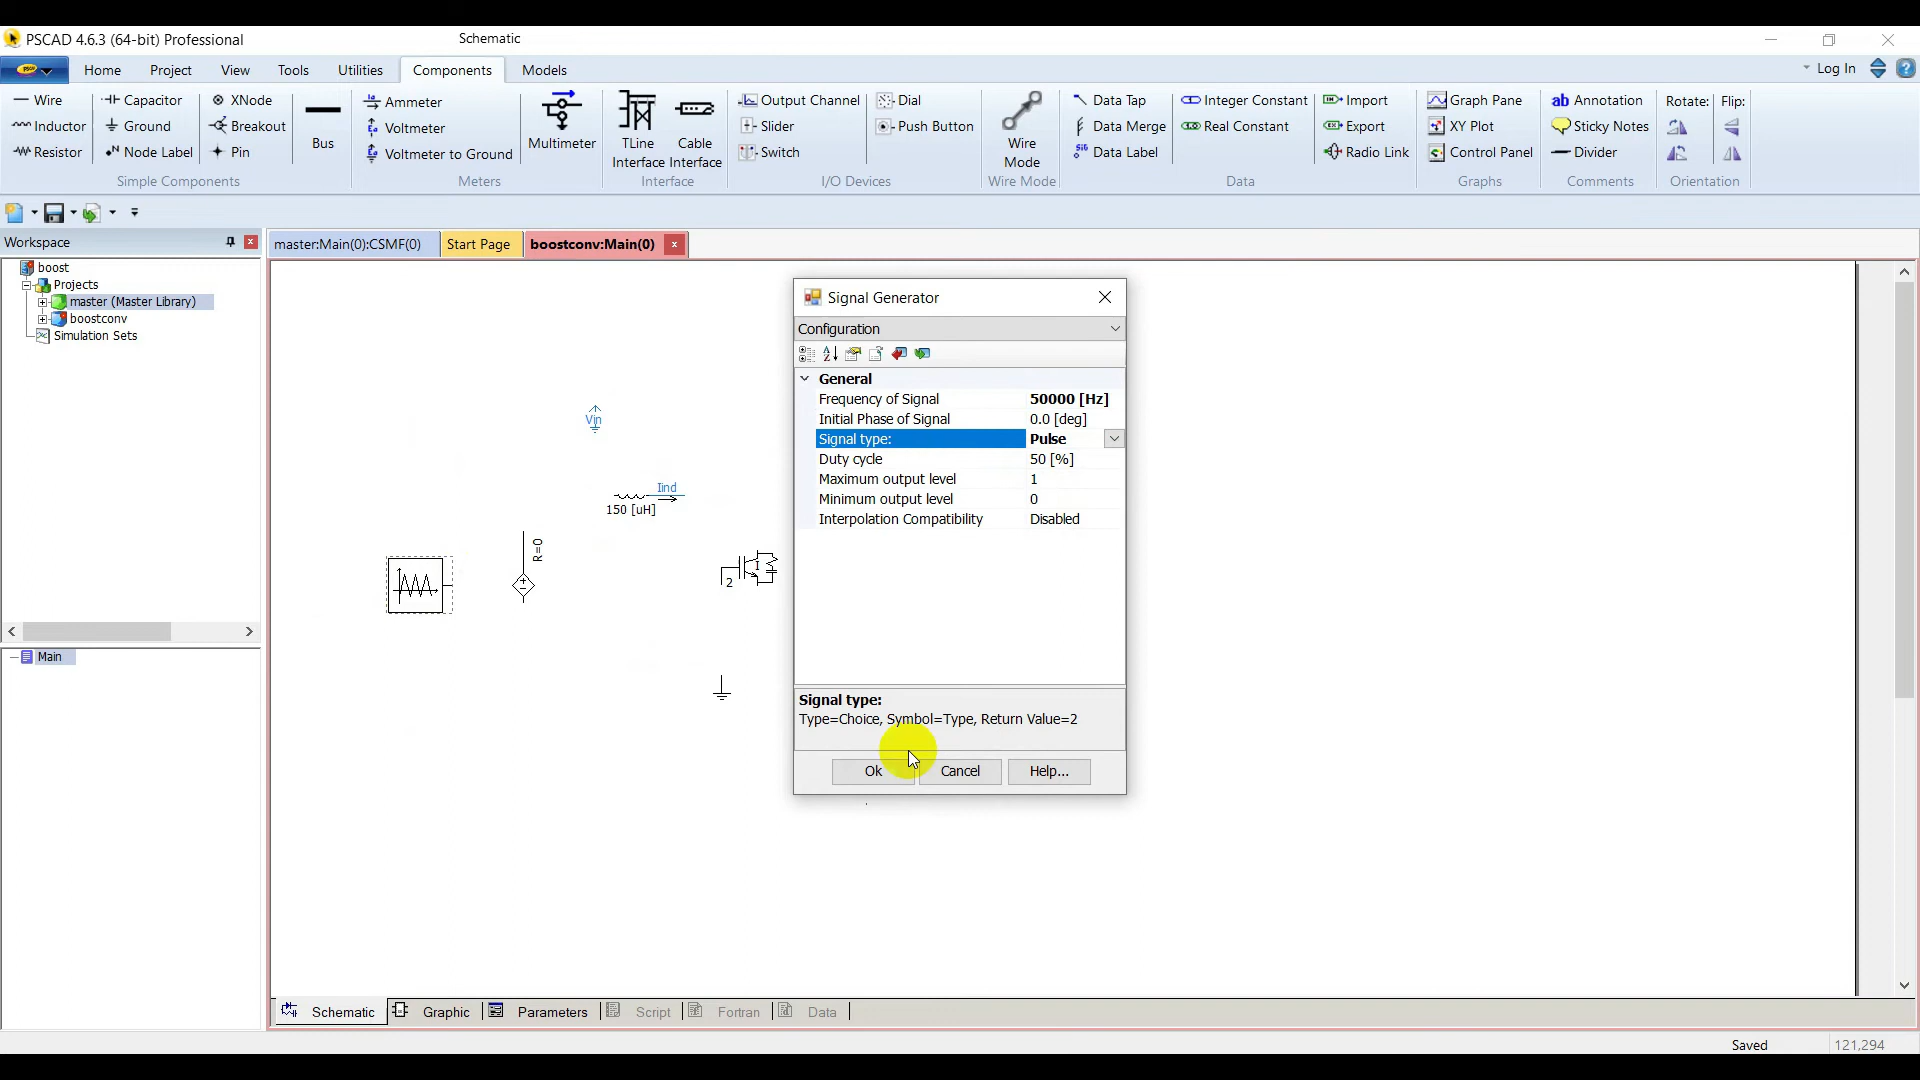 PSCAD 4.6.3 (64-bit) Professional
Schematic
Home Project View Tools Utilities Components Models
Log In
Wire Capacitor XNode Ammeter Output Channel Dial Data Tap Integer Constant Import Graph Pane Annotation Rotate: Flip:
Inductor Ground Breakout Voltmeter Slider Push Button Data Merge Real Constant Export XY Plot Sticky Notes
Resistor Node Label Pin Bus Voltmeter to Ground Multimeter TLine Interface Cable Interface Switch Wire Mode Data Label Radio Link Control Panel Divider
Simple Components Meters Interface I/O Devices Wire Mode Data Graphs Comments Orientation
Workspace
master:Main(0):CSMF(0) Start Page boostconv:Main(0)
boost
Projects
master (Master Library)
boostconv
Simulation Sets
Main
Vin
Iind
150 [uH]
R=0
+
-
I
2
Signal Generator
Configuration
General
Frequency of Signal 50000 [Hz]
Initial Phase of Signal 0.0 [deg]
Signal type: Pulse
Duty cycle 50 [%]
Maximum output level 1
Minimum output level 0
Interpolation Compatibility Disabled
Signal type:
Type=Choice, Symbol=Type, Return Value=2
Ok Cancel Help...
Schematic Graphic Parameters Script Fortran Data
Saved 121,294